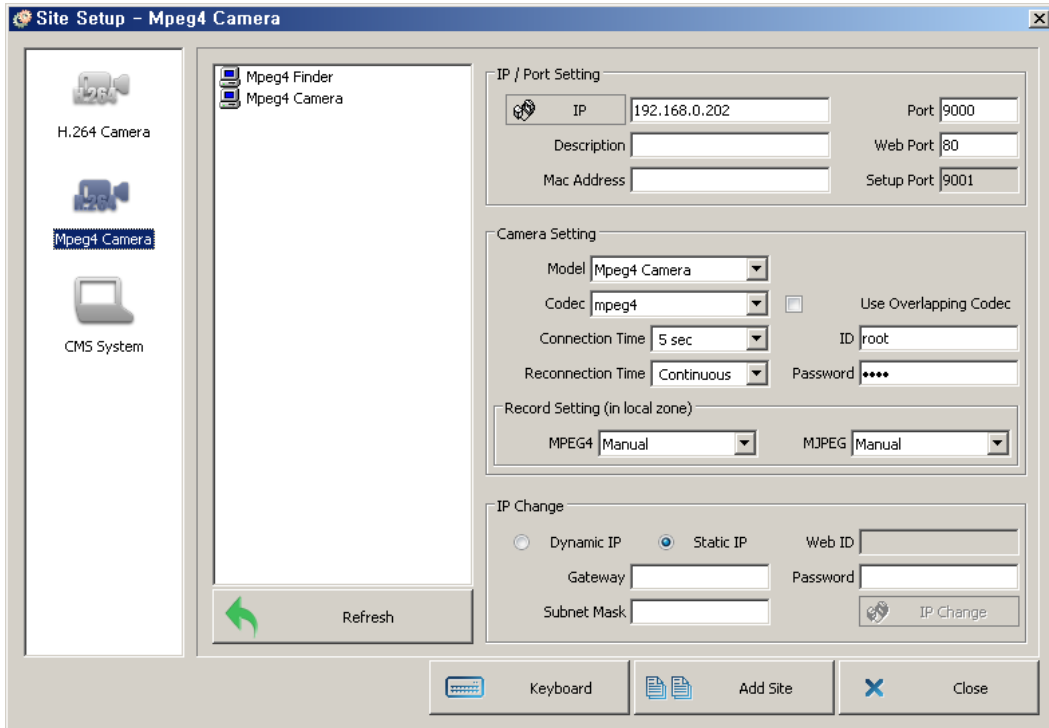 Site Setup - Mpeg4 Camera
H.264
H.264 Camera
H.264
Mpeg4 Camera
CMS System
Mpeg4 Finder
Mpeg4 Camera
Refresh
IP / Port Setting
IP 192.168.0.202 Port 9000
Description Web Port 80
Mac Address Setup Port 9001
Camera Setting
Model Mpeg4 Camera
Codec mpeg4 Use Overlapping Codec
Connection Time 5 sec ID root
Reconnection Time Continuous Password ••••
Record Setting (in local zone)
MPEG4 Manual MJPEG Manual
IP Change
Dynamic IP Static IP Web ID
Gateway Password
Subnet Mask IP Change
Keyboard Add Site Close